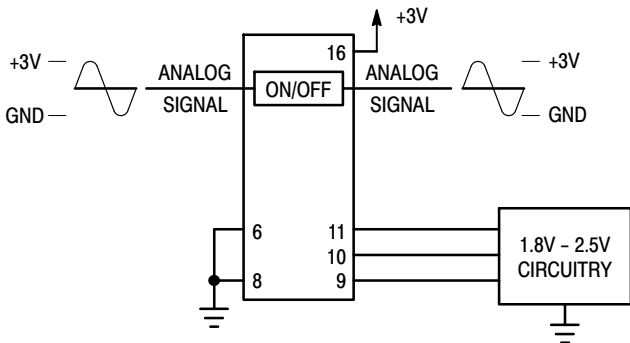 +3V
16
+3V
ANALOG
SIGNAL
ON/OFF
ANALOG
SIGNAL
+3V
GND
GND
6
11
10
8
9
1.8V - 2.5V
CIRCUITRY